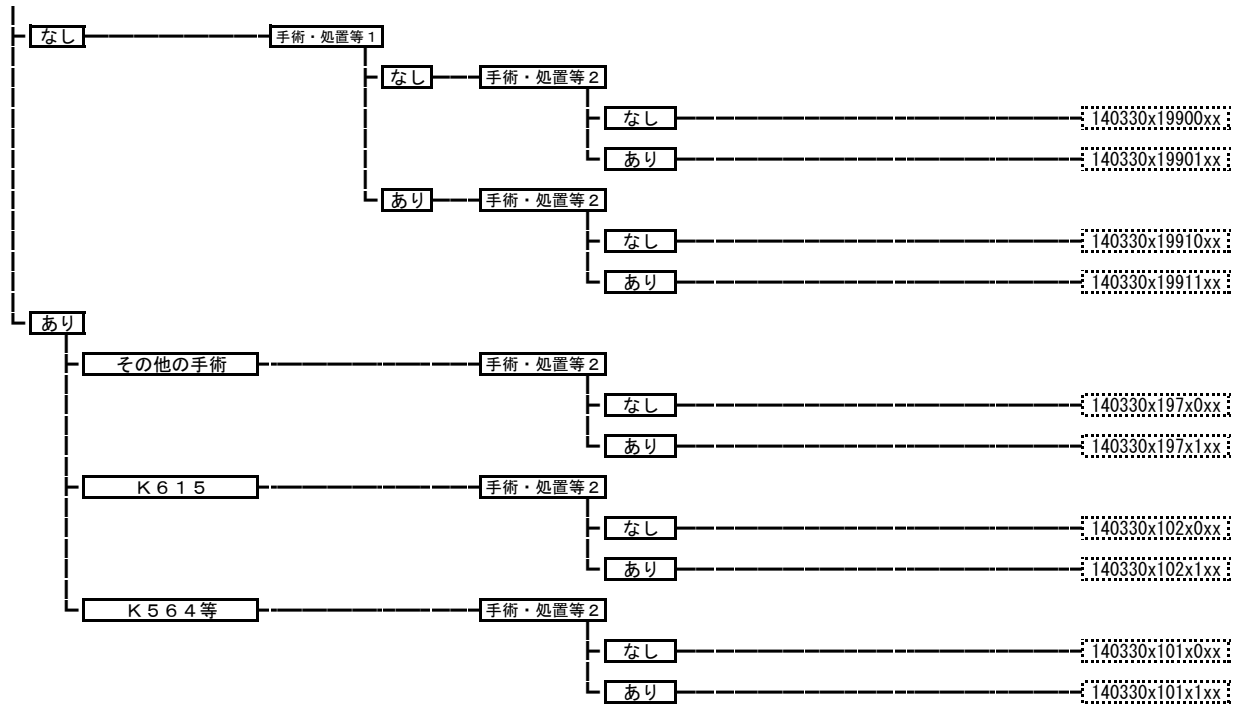 なし 手術・処置等1
なし 手術・処置等2
なし 140330x19900xx
あり 140330x19901xx
あり 手術・処置等2
なし 140330x19910xx
あり 140330x19911xx
あり
その他の手術 手術・処置等2
なし 140330x197x0xx
あり 140330x197x1xx
K615 手術・処置等2
なし 140330x102x0xx
あり 140330x102x1xx
K564等 手術・処置等2
なし 140330x101x0xx
あり 140330x101x1xx